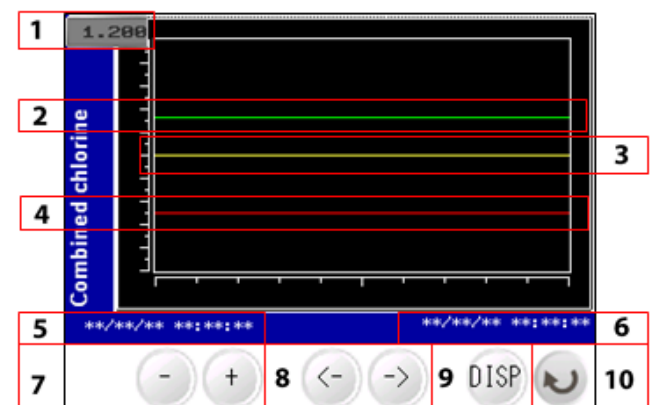 1 1.200
2
3
4
Combined chlorine
5 **/**/** **:**:** **/**/** **:**:** 6
7 - + 8 <- -> 9 DISP 10